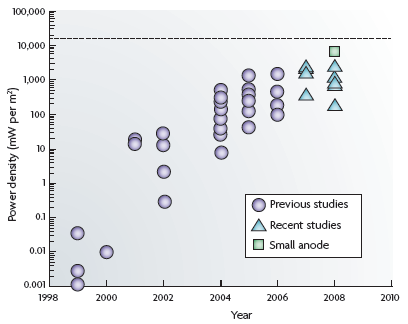 100,000
10,000
1,000
100
10
1
0.1
0.01
0.001
Power density (mW per m²)
Previous studies
Recent studies
Small anode
1998 2000 2002 2004 2006 2008 2010
Year